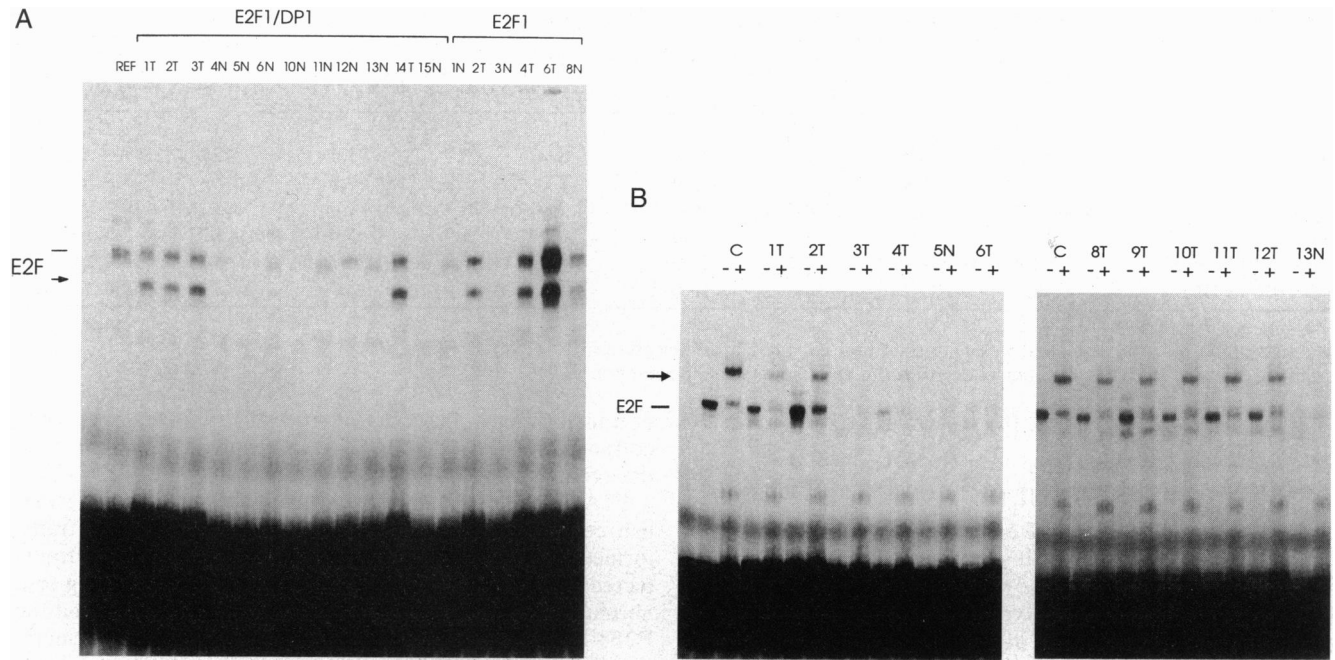 A
E2F1/DP1 E2F1
REF 1T 2T 3T 4N 5N 6N 10N 11N 12N 13N 14T 15N 1N 2T 3N 4T 6T 8N
E2F
B
C 1T 2T 3T 4T 5N 6T
- + - + - + - + - + - + - +
C 8T 9T 10T 11T 12T 13N
- + - + - + - + - + - + - +
E2F